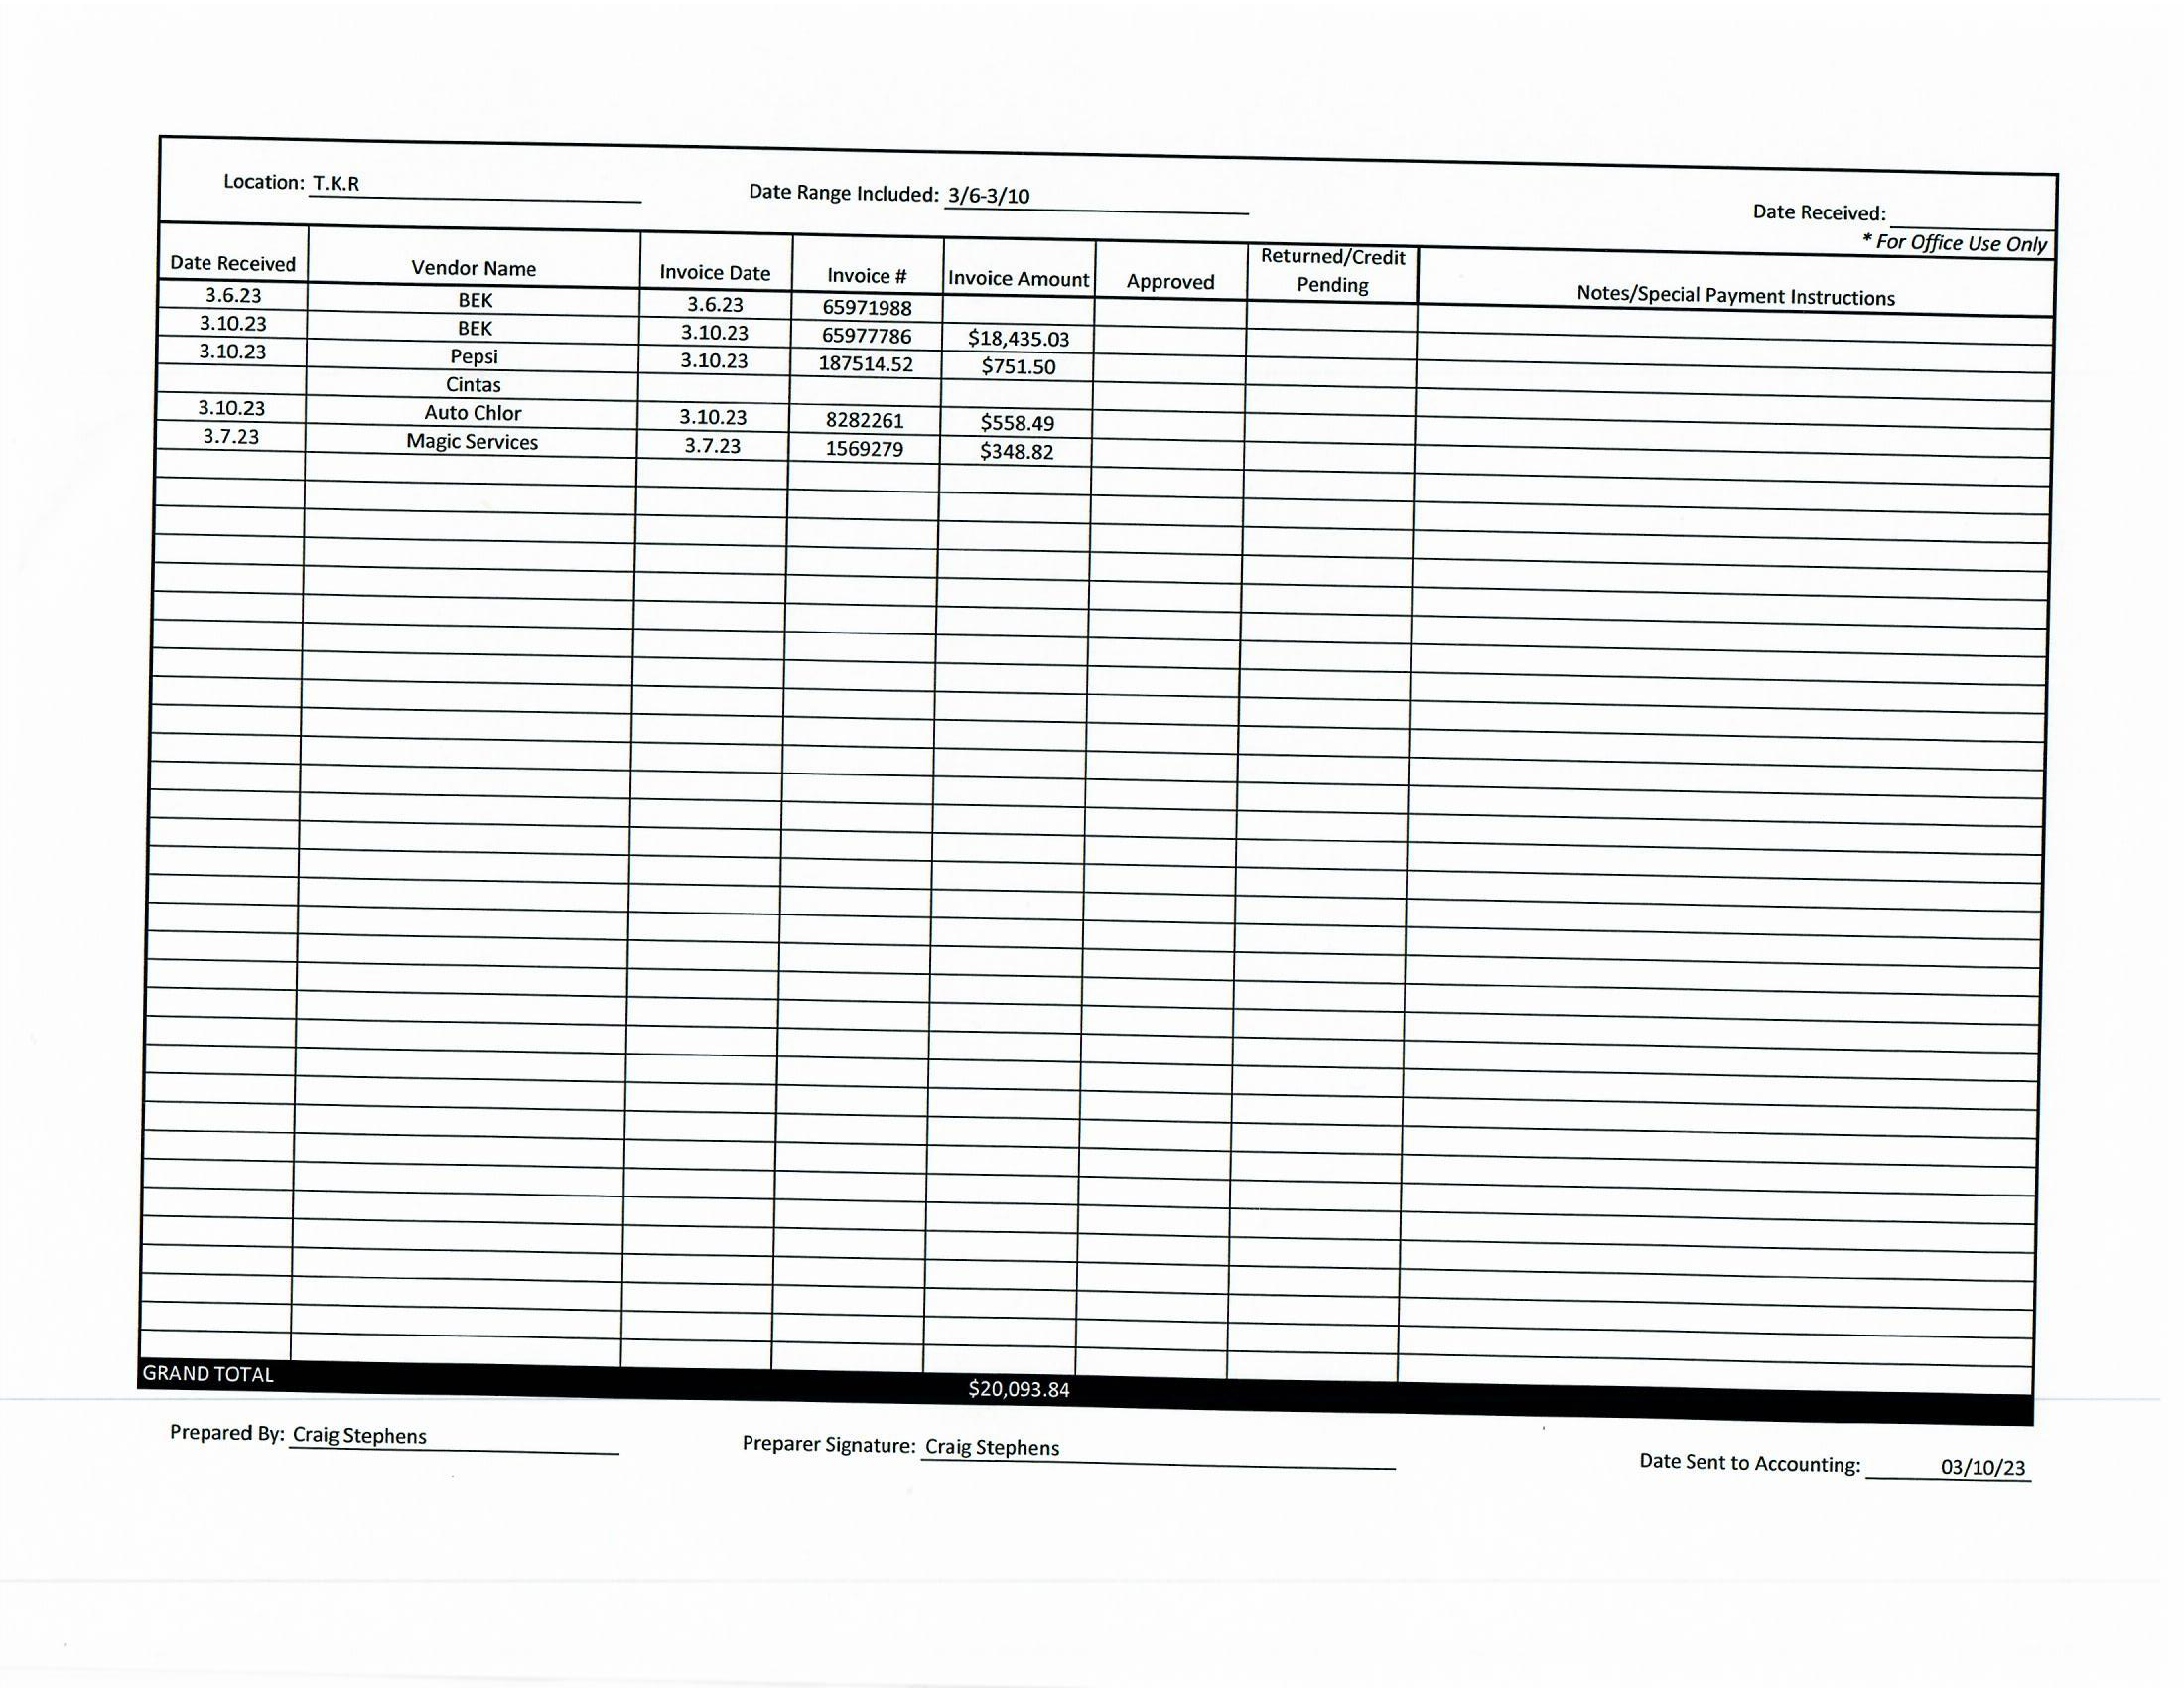 Location: T.K.R Date Range Included: 3/6-3/10 Date Received:
* For Office Use Only
Date Received Vendor Name Invoice Date Invoice # Invoice Amount Approved Returned/Credit Pending Notes/Special Payment Instructions
3.6.23 BEK 3.6.23 65971988
3.10.23 BEK 3.10.23 65977786 $18,435.03
3.10.23 Pepsi 3.10.23 187514.52 $751.50
Cintas
3.10.23 Auto Chlor 3.10.23 8282261 $558.49
3.7.23 Magic Services 3.7.23 1569279 $348.82
GRAND TOTAL $20,093.84
Prepared By: Craig Stephens Preparer Signature: Craig Stephens Date Sent to Accounting: 03/10/23